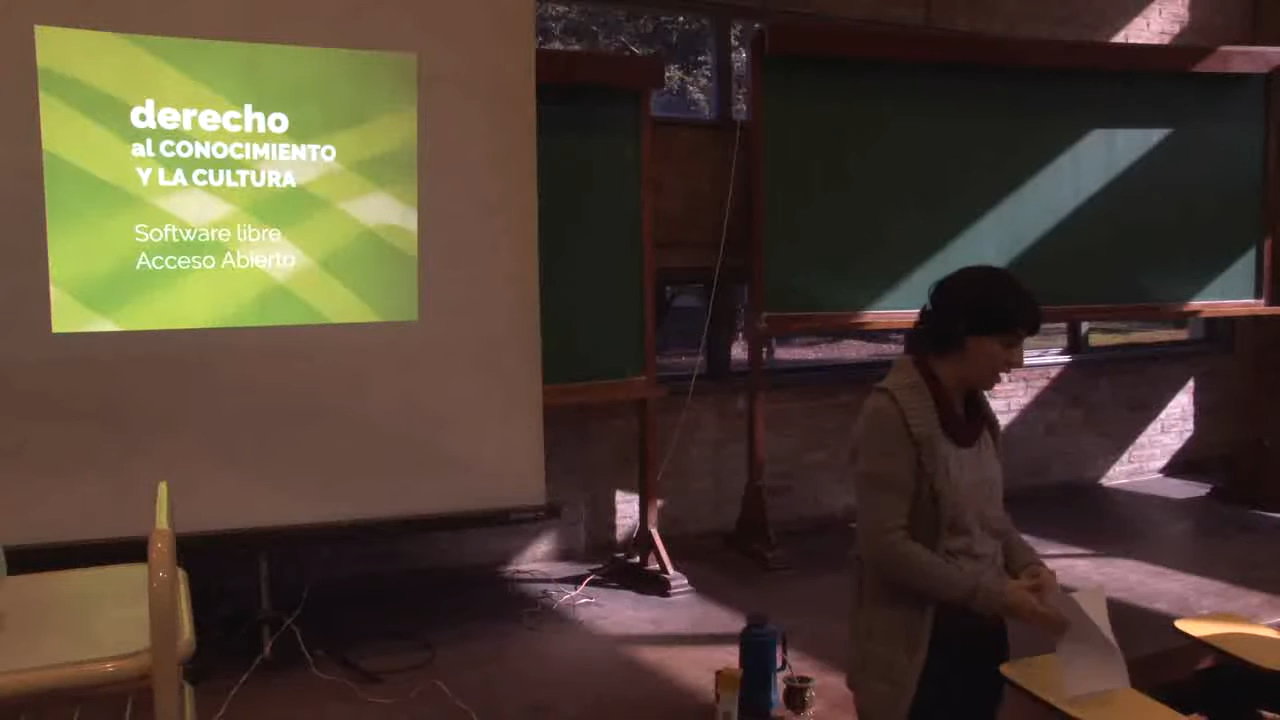 derecho
al CONOCIMIENTO
Y LA CULTURA
Software libre
Acceso Abierto